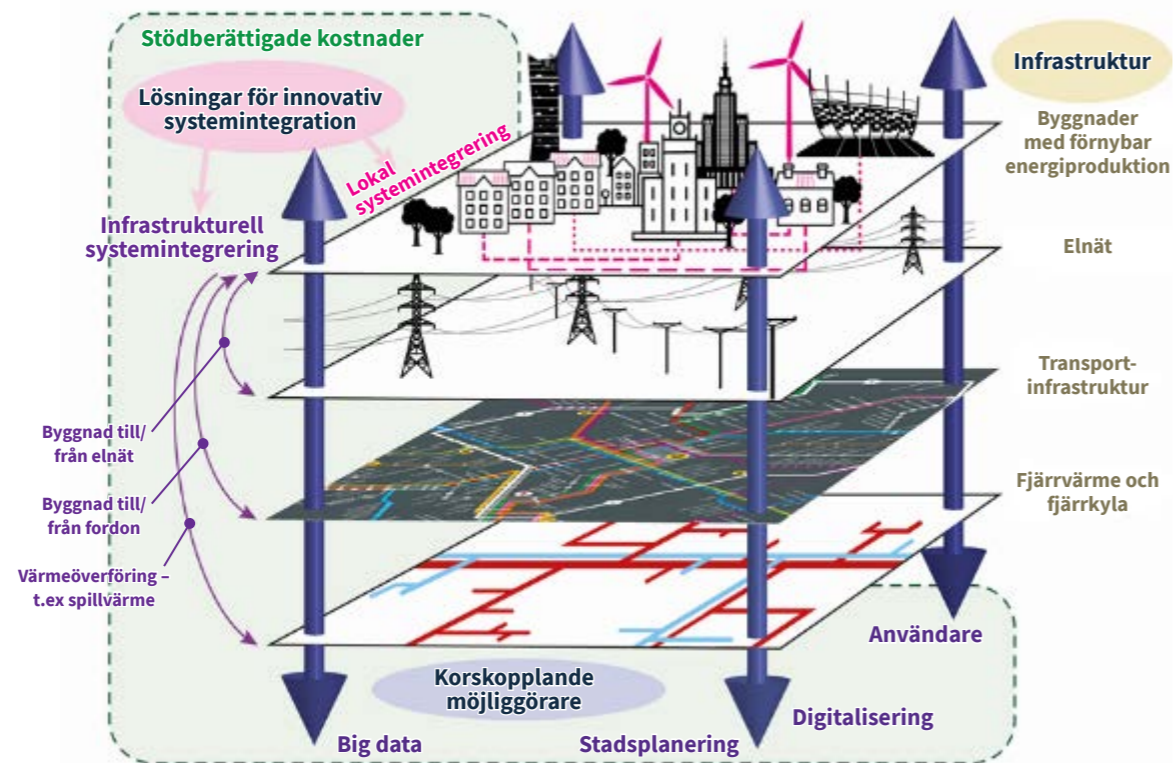 Stödberättigade kostnader
Lösningar för innovativ
systemintegration
Lokal
systemintegrering
Infrastrukturell
systemintegrering
Byggnad till/
från elnät
Byggnad till/
från fordon
Värmeöverföring –
t.ex spillvärme
Infrastruktur
Byggnader
med förnybar
energiproduktion
Elnät
Transport-
infrastruktur
Fjärrvärme och
fjärrkyla
Användare
Korskopplande
möjliggörare
Digitalisering
Big data
Stadsplanering